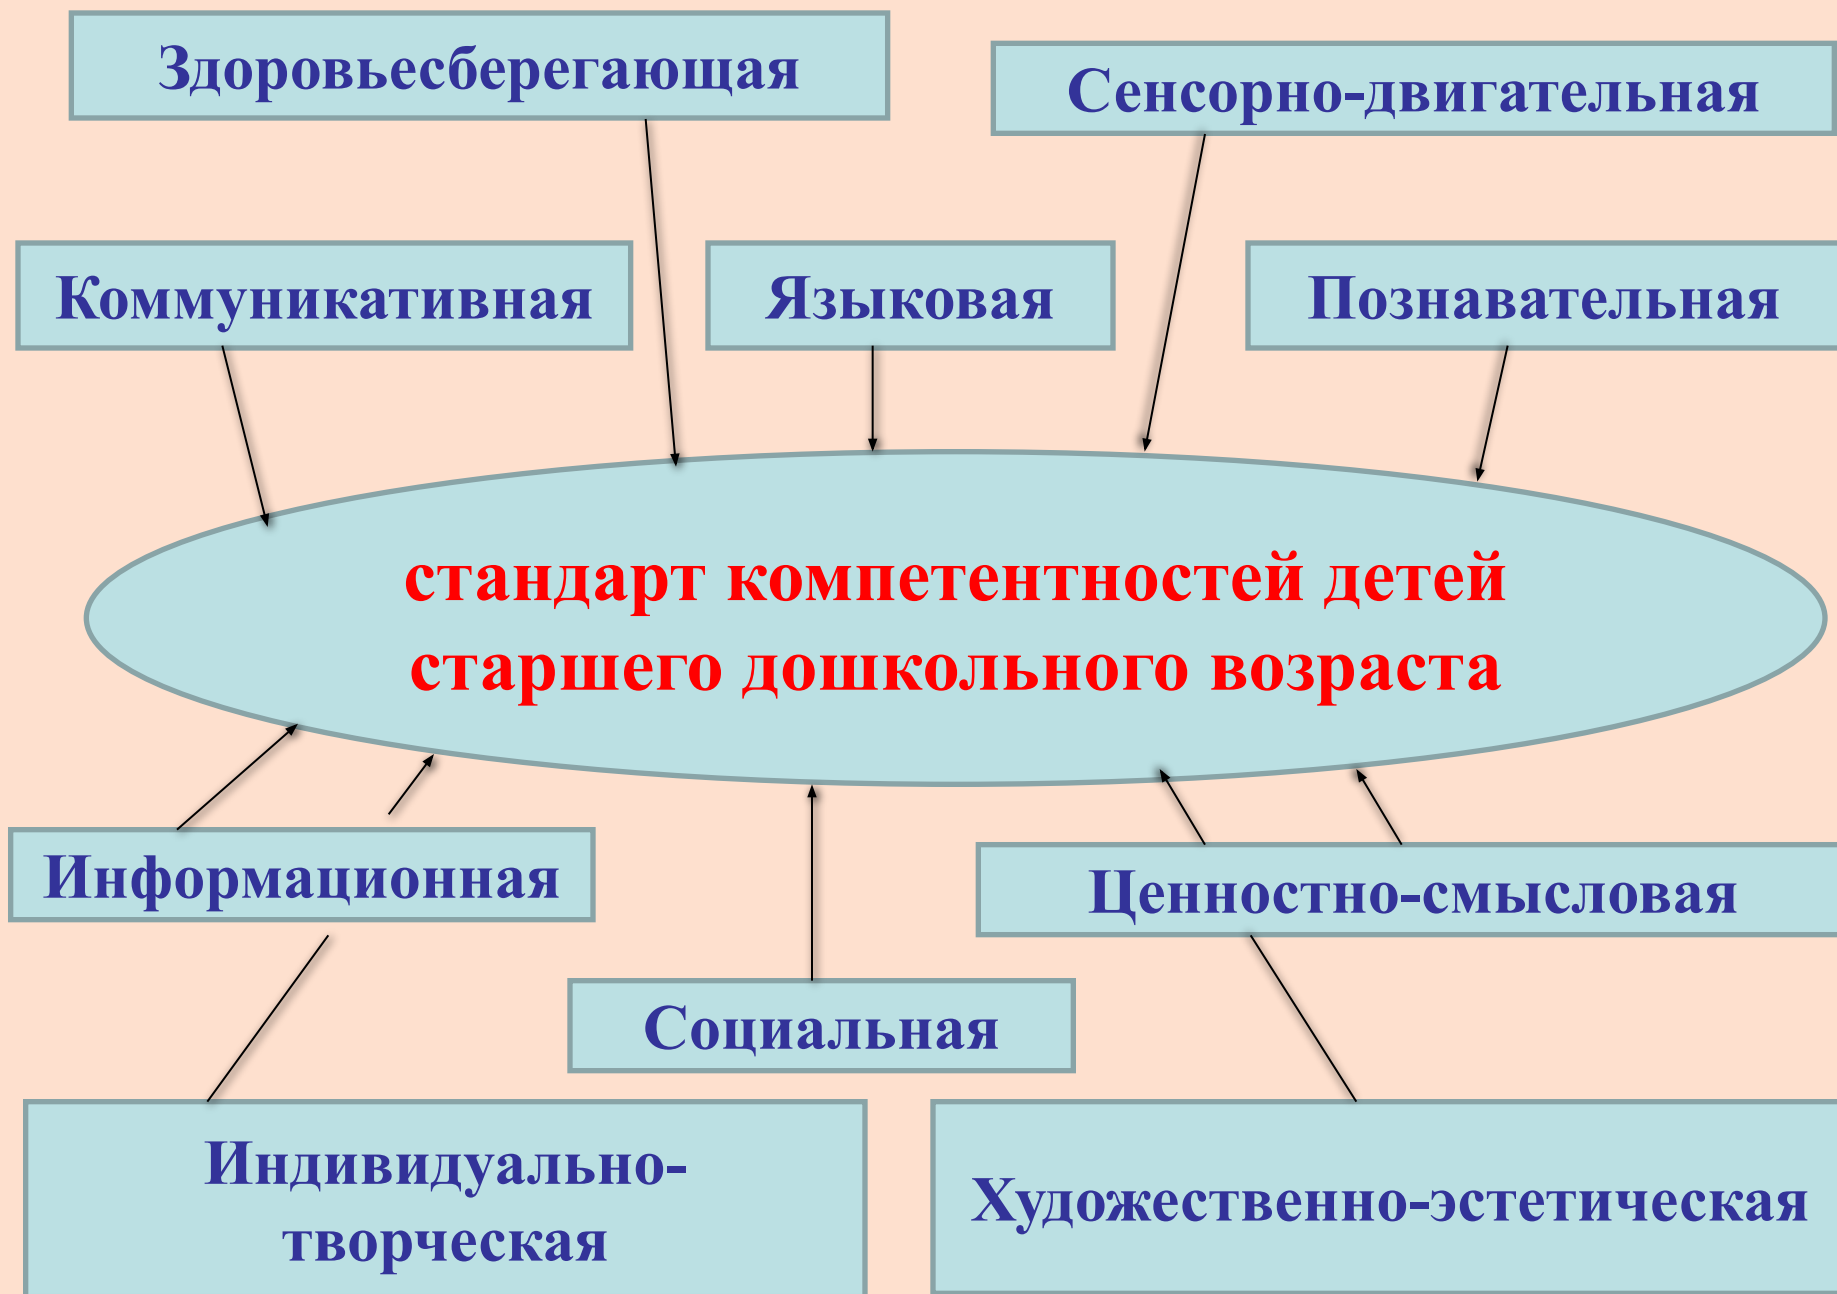 Здоровьесберегающая
Сенсорно-двигательная
Коммуникативная
Языковая
Познавательная
стандарт компетентностей детей
старшего дошкольного возраста
Информационная
Ценностно-смысловая
Социальная
Индивидуально-
творческая
Художественно-эстетическая